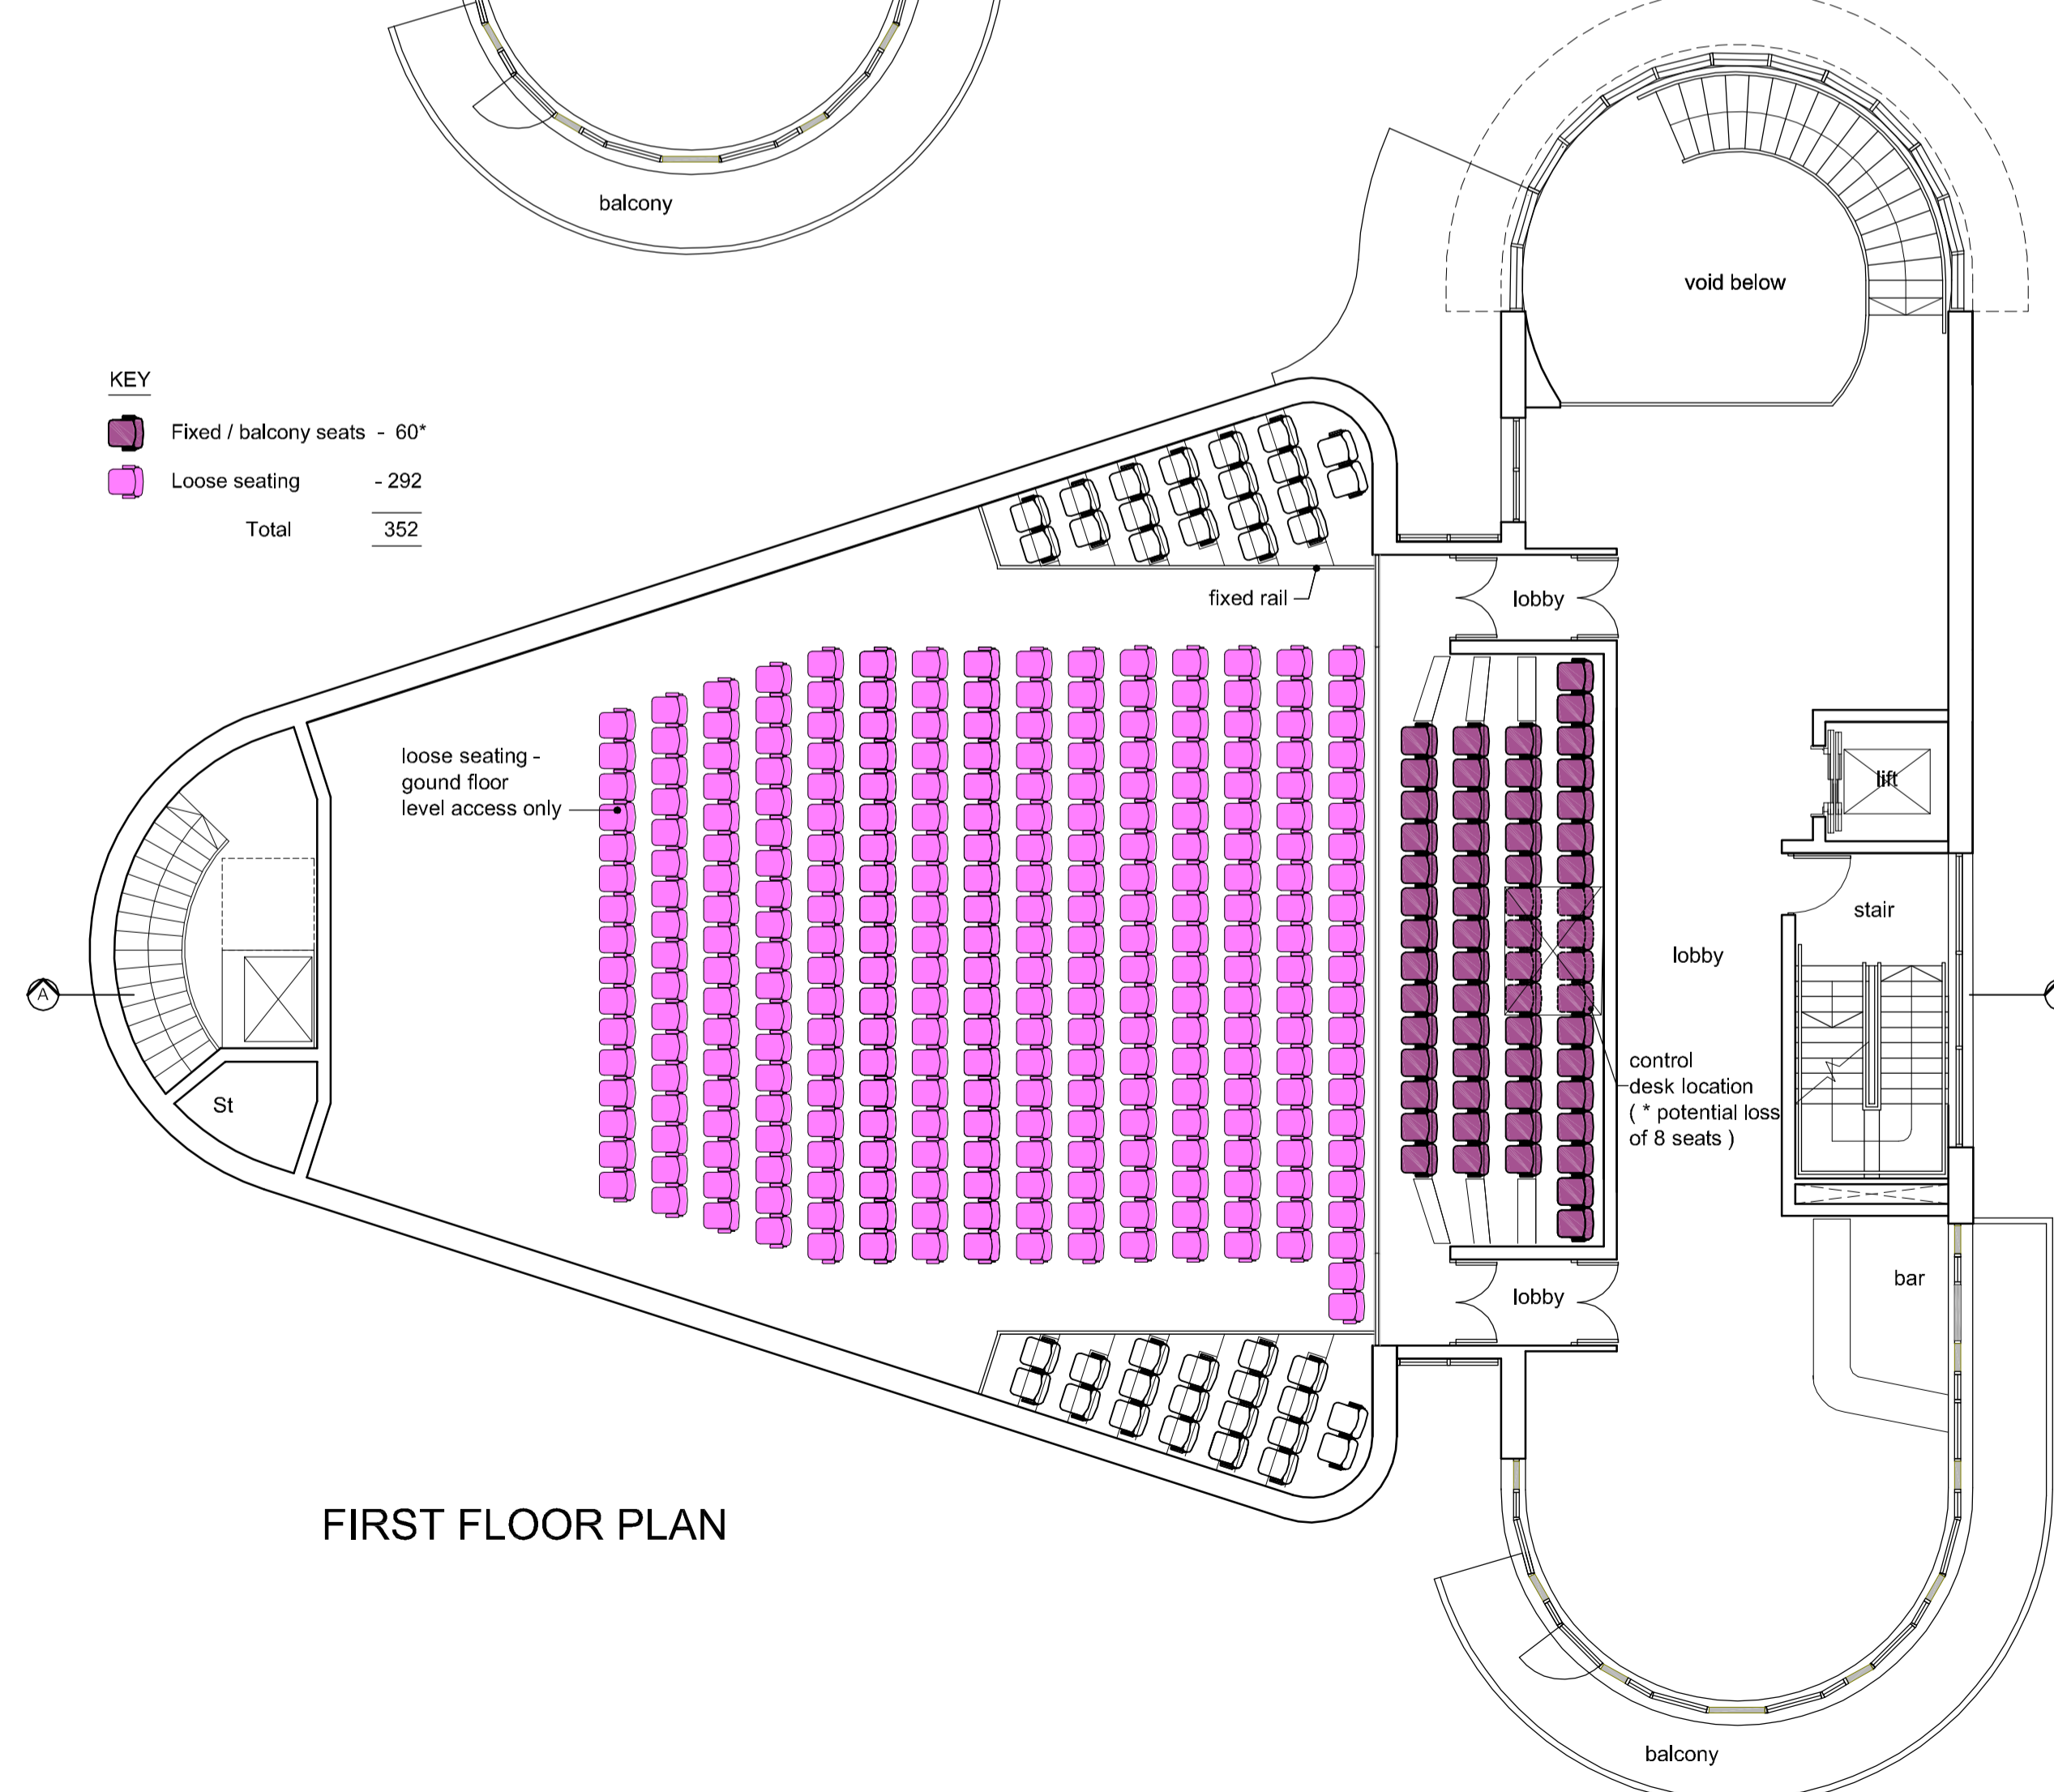 balcony
void below
KEY
Fixed / balcony seats - 60*
Loose seating - 292
Total 352
fixed rail
lobby
loose seating -
gound floor
level access only
lift
stair
lobby
A
control
desk location
( * potential loss
of 8 seats )
St
bar
lobby
FIRST FLOOR PLAN
balcony